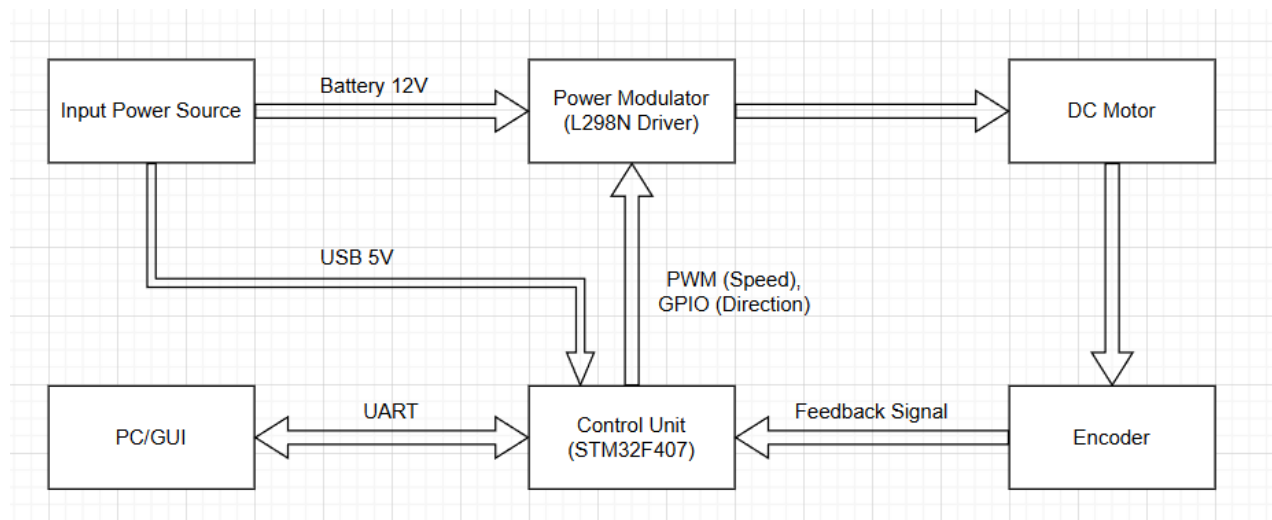 Input Power Source
Battery 12V
Power Modulator
(L298N Driver)
DC Motor
USB 5V
PWM (Speed),
GPIO (Direction)
PC/GUI
UART
Control Unit
(STM32F407)
Feedback Signal
Encoder